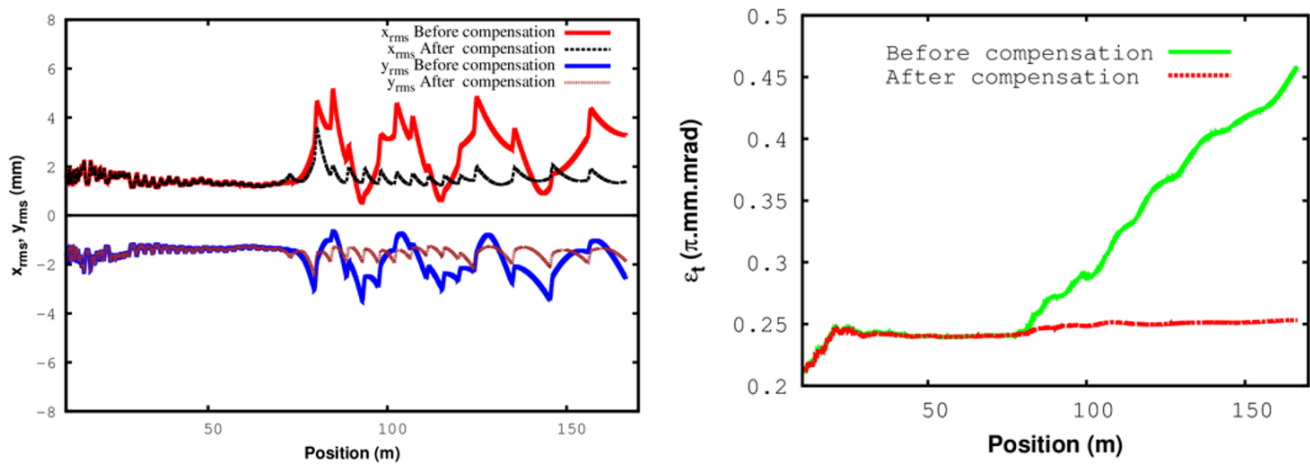 8
6
4
2
0
−2
−4
−6
−8
x_rms, y_rms (mm)
x_rms Before compensation
x_rms After compensation
y_rms Before compensation
y_rms After compensation
50
100
150
Position (m)
0.5
0.45
0.4
0.35
0.3
0.25
0.2
ε_t (π.mm.mrad)
Before compensation
After compensation
50
100
150
Position (m)